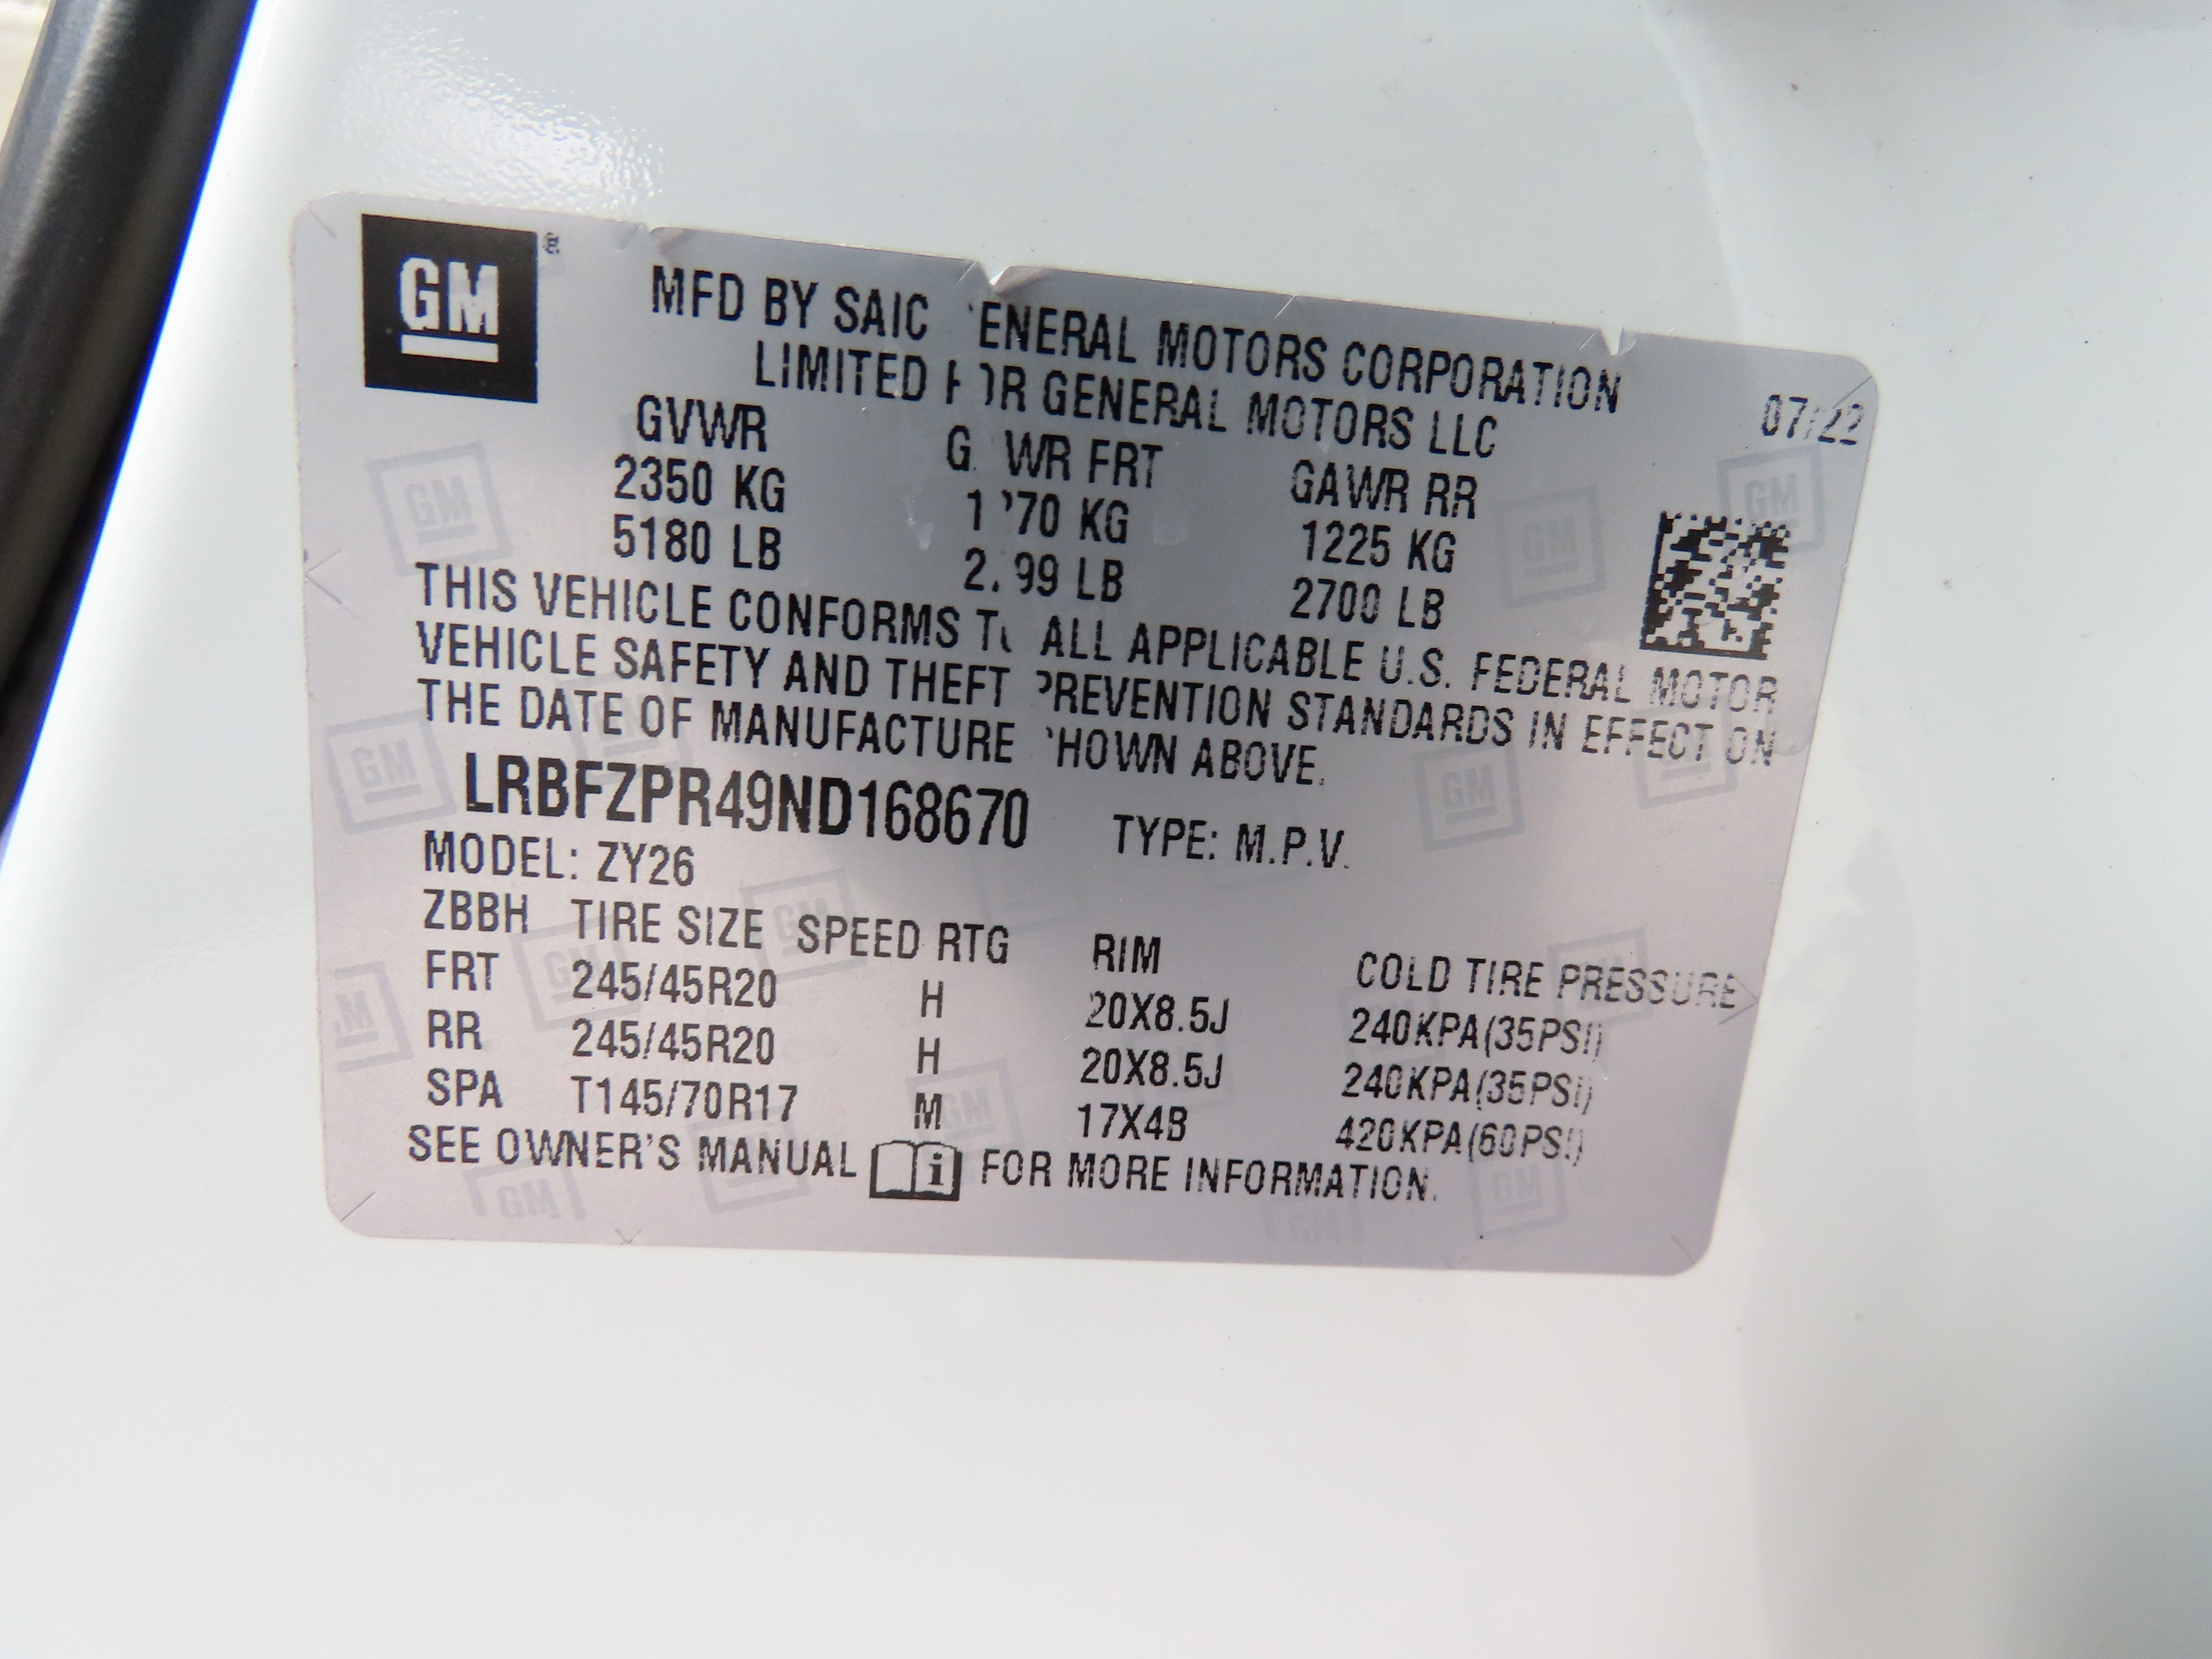 GM
MFD BY SAIC ENERAL MOTORS CORPORATION
LIMITED F OR GENERAL MOTORS LLC
07/22
GVWR G WR FRT GAWR RR
2350 KG 1 70 KG 1225 KG
5180 LB 2 99 LB 2700 LB
THIS VEHICLE CONFORMS TO ALL APPLICABLE U.S. FEDERAL MOTOR
VEHICLE SAFETY AND THEFT PREVENTION STANDARDS IN EFFECT ON
THE DATE OF MANUFACTURE HOWN ABOVE.
LRBFZPR49ND168670 TYPE: M.P.V.
MODEL: ZY26
ZBBH TIRE SIZE SPEED RTG RIM COLD TIRE PRESSURE
FRT 245/45R20 H 20X8.5J 240KPA(35PSI)
RR 245/45R20 H 20X8.5J 240KPA(35PSI)
SPA T145/70R17 M 17X4B 420KPA(60PSI)
SEE OWNER'S MANUAL i FOR MORE INFORMATION.